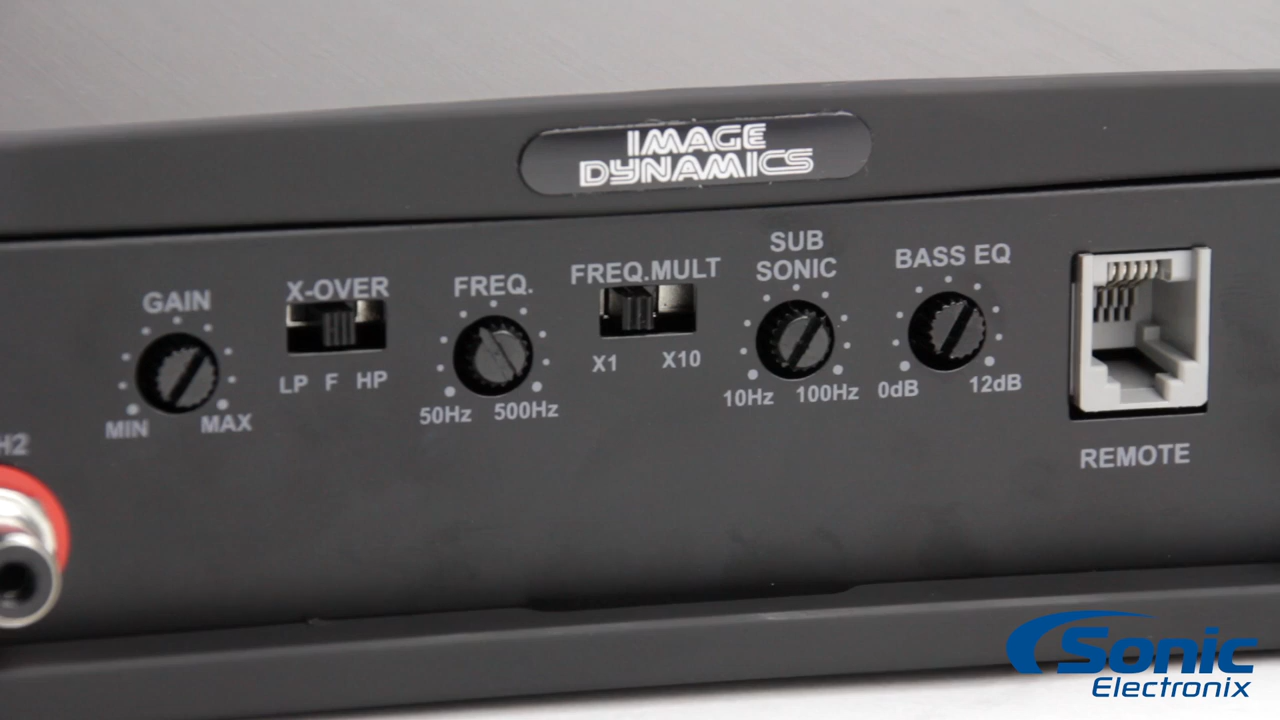 IMAGE
DYNAMICS
GAIN
MIN MAX
X-OVER
LP F HP
FREQ.
50Hz 500Hz
FREQ.MULT
X1 X10
SUB
SONIC
10Hz 100Hz
BASS EQ
0dB 12dB
REMOTE
H2
Sonic
Electronix